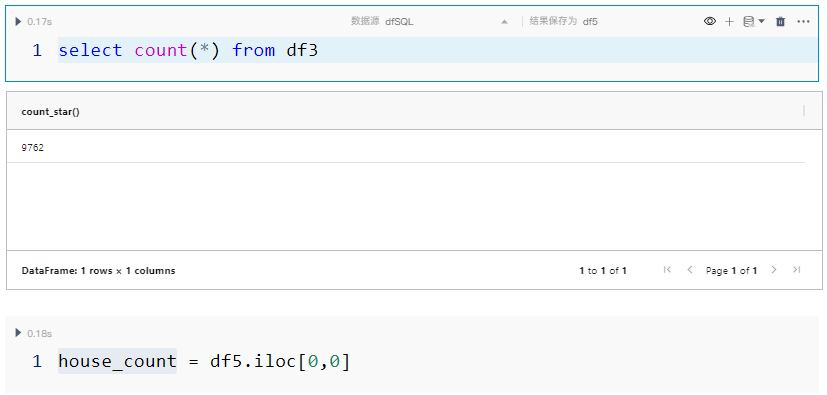 0.17s 数据源 dfSQL 结果保存为 df5
1 select count(*) from df3
count_star()
9762
DataFrame: 1 rows × 1 columns 1 to 1 of 1 Page 1 of 1
0.18s
1 house_count = df5.iloc[0,0]